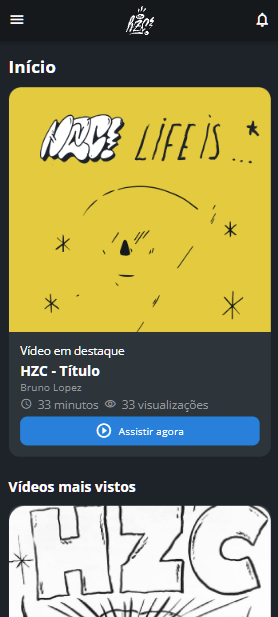 HZC
Início
HZC! LIFE IS ...
Vídeo em destaque
HZC - Título
Bruno Lopez
33 minutos 33 visualizações
Assistir agora
Vídeos mais vistos
HZC